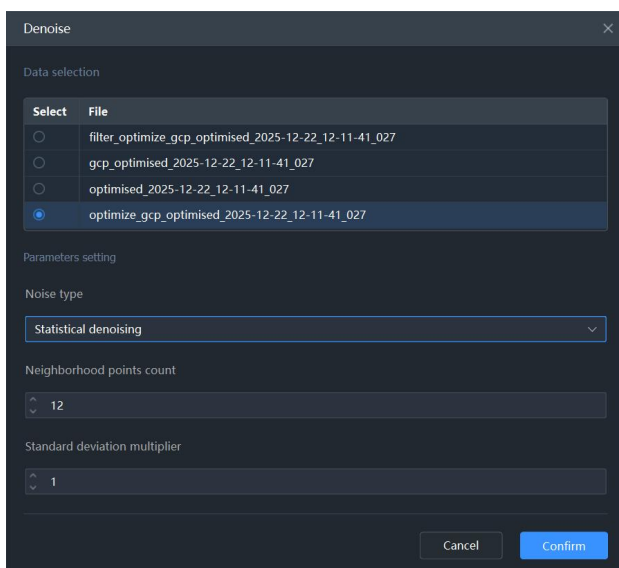 Denoise
Data selection
Select File
filter_optimize_gcp_optimised_2025-12-22_12-11-41_027
gcp_optimised_2025-12-22_12-11-41_027
optimised_2025-12-22_12-11-41_027
optimize_gcp_optimised_2025-12-22_12-11-41_027
Parameters setting
Noise type
Statistical denoising
Neighborhood points count
12
Standard deviation multiplier
1
Cancel Confirm